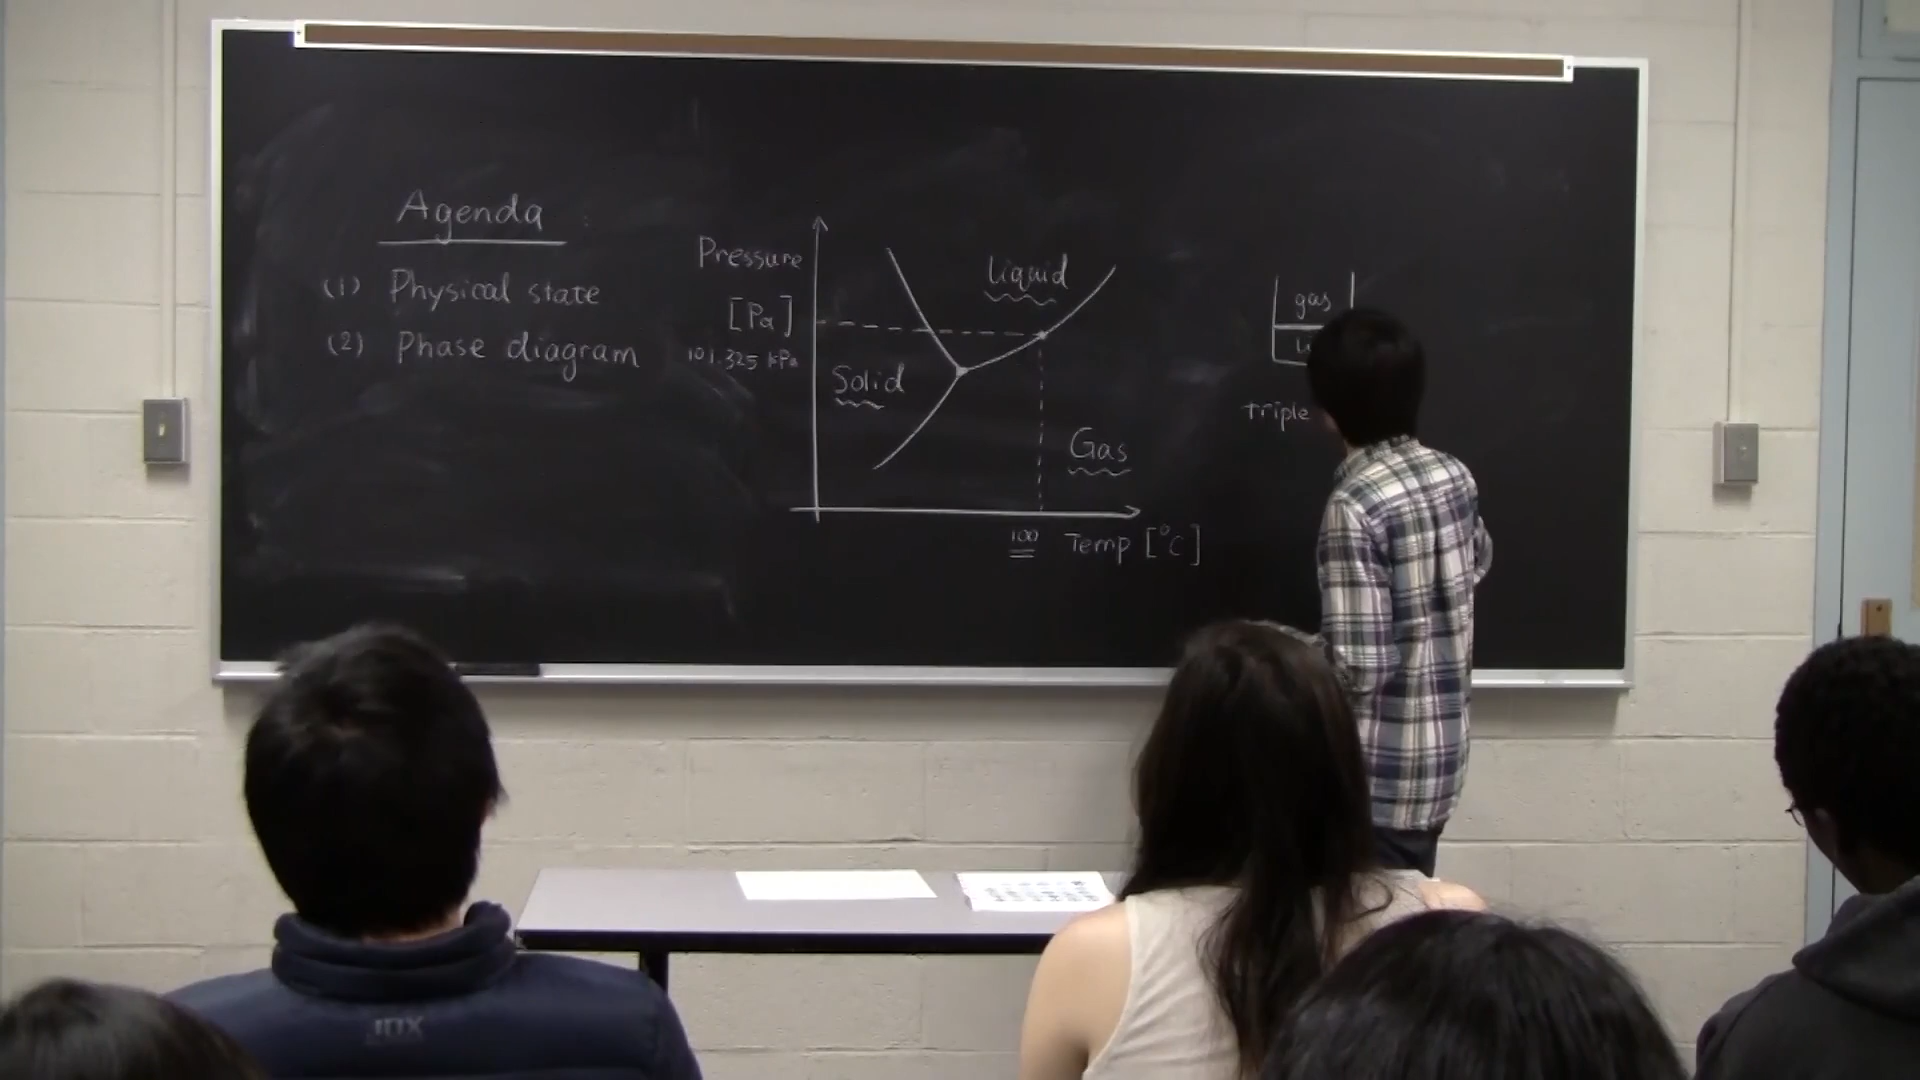 Agenda
(1) Physical state
(2) Phase diagram
Pressure
[Pa]
101.325 kPa
Solid
Liquid
Gas
100
Temp [°C]
gas
triple
JDX